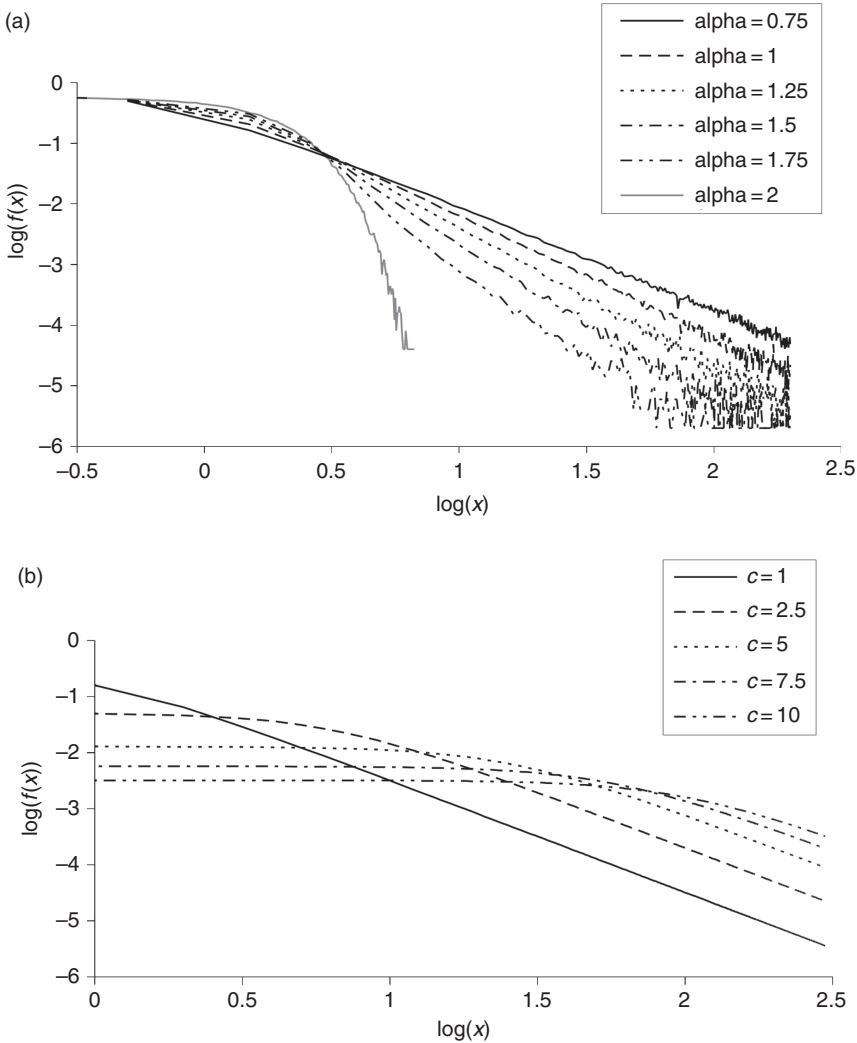 (a)
alpha = 0.75
alpha = 1
alpha = 1.25
alpha = 1.5
alpha = 1.75
alpha = 2
0
–1
–2
–3
–4
–5
–6
log(f(x))
–0.5
0
0.5
1
1.5
2
2.5
log(x)
(b)
c = 1
c = 2.5
c = 5
c = 7.5
c = 10
0
–1
–2
–3
–4
–5
–6
log(f(x))
0
0.5
1
1.5
2
2.5
log(x)